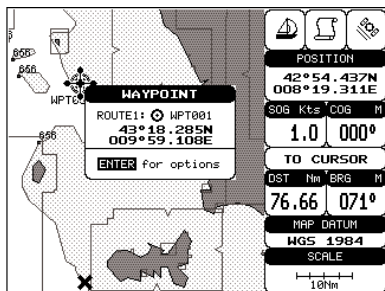 656
656
WPT0
WAYPOINT
ROUTE1: WPT001
43°18.285N
009°59.108E
ENTER for options
656
POSITION
42°54.437N
008°19.311E
SOG Kts COG M
1.0 000°
TO CURSOR
DST Nm BRG M
76.66 071°
MAP DATUM
WGS 1984
SCALE
10Nm